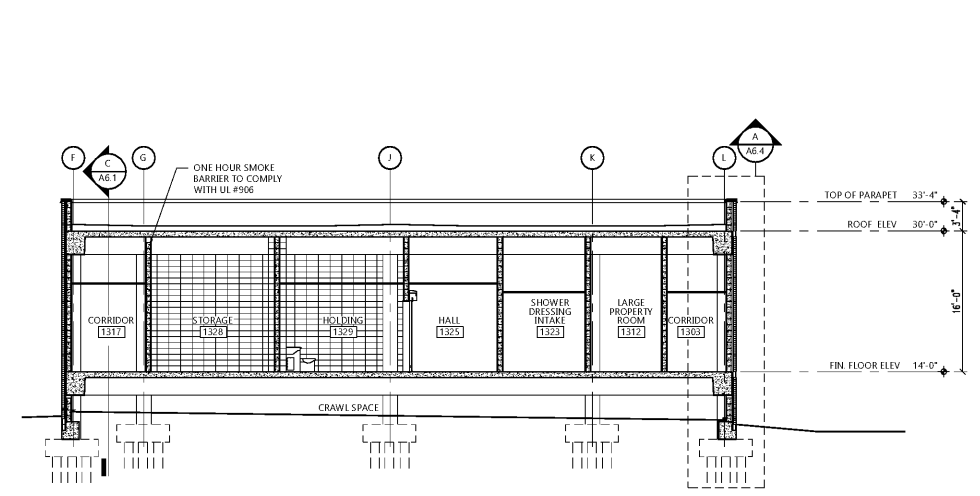 A
A6.4
F
C
A6.1
G
J
K
L
ONE HOUR SMOKE
BARRIER TO COMPLY
WITH UL #906
TOP OF PARAPET 33'-4"
3'-4"
ROOF ELEV 30'-0"
16'-0"
CORRIDOR
1317
STORAGE
1328
HOLDING
1329
HALL
1325
SHOWER
DRESSING
INTAKE
1323
LARGE
PROPERTY
ROOM
1312
CORRIDOR
1303
FIN. FLOOR ELEV 14'-0"
CRAWL SPACE